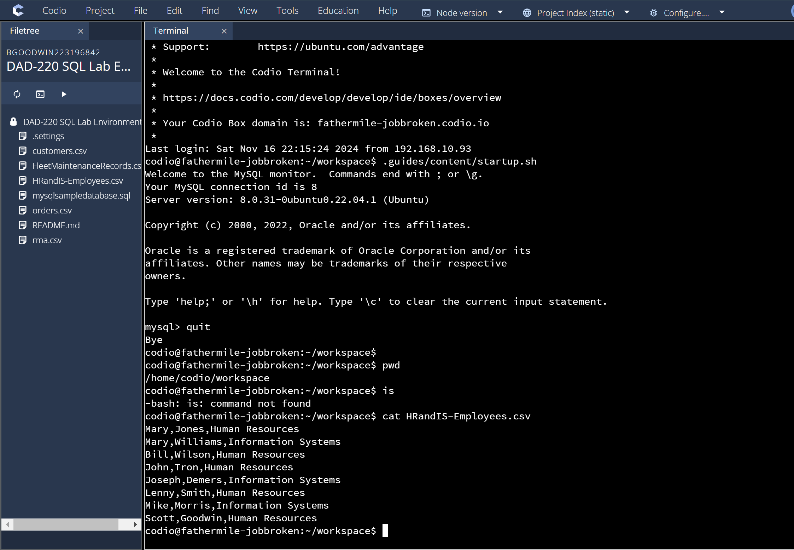 Codio Project File Edit Find View Tools Education Help Node version Project Index (static) Configure....
Filetree ×
RGOODWIN223196842
DAD-220 SQL Lab E...
DAD-220 SQL Lab Environment
.settings
customers.csv
FleetMaintenanceRecords.cs
HRandIS-Employees.csv
mysqlsampledatabase.sql
orders.csv
README.md
rma.csv
Terminal ×
* Support:        https://ubuntu.com/advantage
*
* Welcome to the Codio Terminal!
*
* https://docs.codio.com/develop/develop/ide/boxes/overview
*
* Your Codio Box domain is: fathermile-jobbroken.codio.io
*
Last login: Sat Nov 16 22:15:24 2024 from 192.168.10.93
codio@fathermile-jobbroken:~/workspace$ .guides/content/startup.sh
Welcome to the MySQL monitor.  Commands end with ; or \g.
Your MySQL connection id is 8
Server version: 8.0.31-0ubuntu0.22.04.1 (Ubuntu)
Copyright (c) 2000, 2022, Oracle and/or its affiliates.
Oracle is a registered trademark of Oracle Corporation and/or its
affiliates. Other names may be trademarks of their respective
owners.
Type 'help;' or '\h' for help. Type '\c' to clear the current input statement.
mysql> quit
Bye
codio@fathermile-jobbroken:~/workspace$
codio@fathermile-jobbroken:~/workspace$ pwd
/home/codio/workspace
codio@fathermile-jobbroken:~/workspace$ is
-bash: is: command not found
codio@fathermile-jobbroken:~/workspace$ cat HRandIS-Employees.csv
Mary,Jones,Human Resources
Mary,Williams,Information Systems
Bill,Wilson,Human Resources
John,Tron,Human Resources
Joseph,Demers,Information Systems
Lenny,Smith,Human Resources
Mike,Morris,Information Systems
Scott,Goodwin,Human Resources
codio@fathermile-jobbroken:~/workspace$